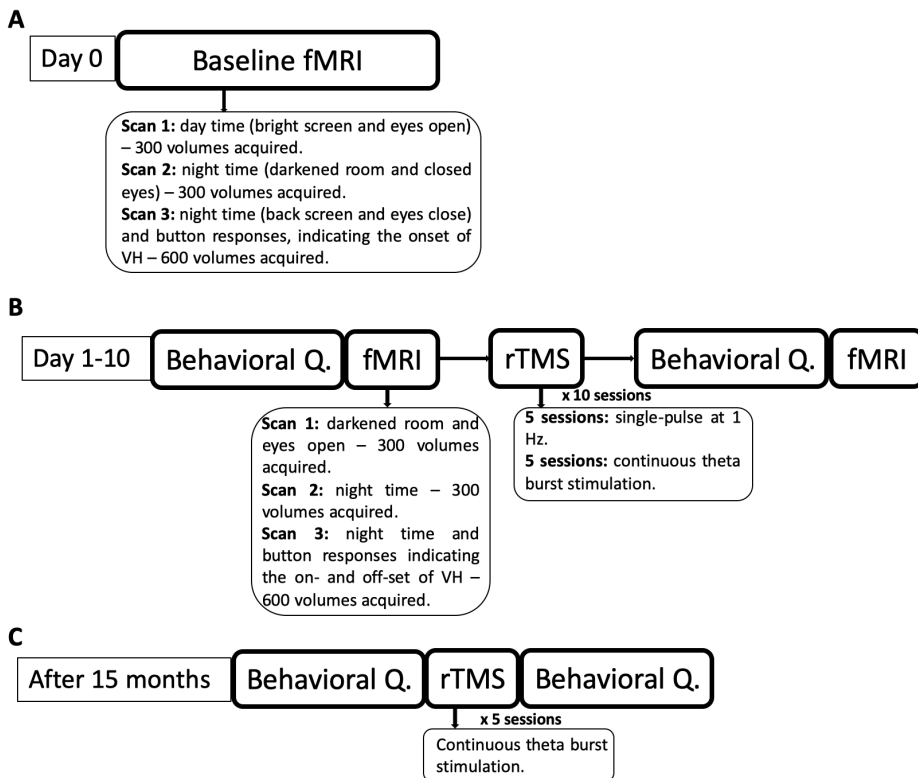 A
Day 0
Baseline fMRI
Scan 1: day time (bright screen and eyes open)
– 300 volumes acquired.
Scan 2: night time (darkened room and closed
eyes) – 300 volumes acquired.
Scan 3: night time (back screen and eyes close)
and button responses, indicating the onset of
VH – 600 volumes acquired.
B
Day 1-10
Behavioral Q.
fMRI
rTMS
Behavioral Q.
fMRI
x 10 sessions
Scan 1: darkened room and
eyes open – 300 volumes
acquired.
Scan 2: night time – 300
volumes acquired.
Scan 3: night time and
button responses indicating
the on- and off-set of VH –
600 volumes acquired.
5 sessions: single-pulse at 1
Hz.
5 sessions: continuous theta
burst stimulation.
C
After 15 months
Behavioral Q.
rTMS
Behavioral Q.
x 5 sessions
Continuous theta burst
stimulation.